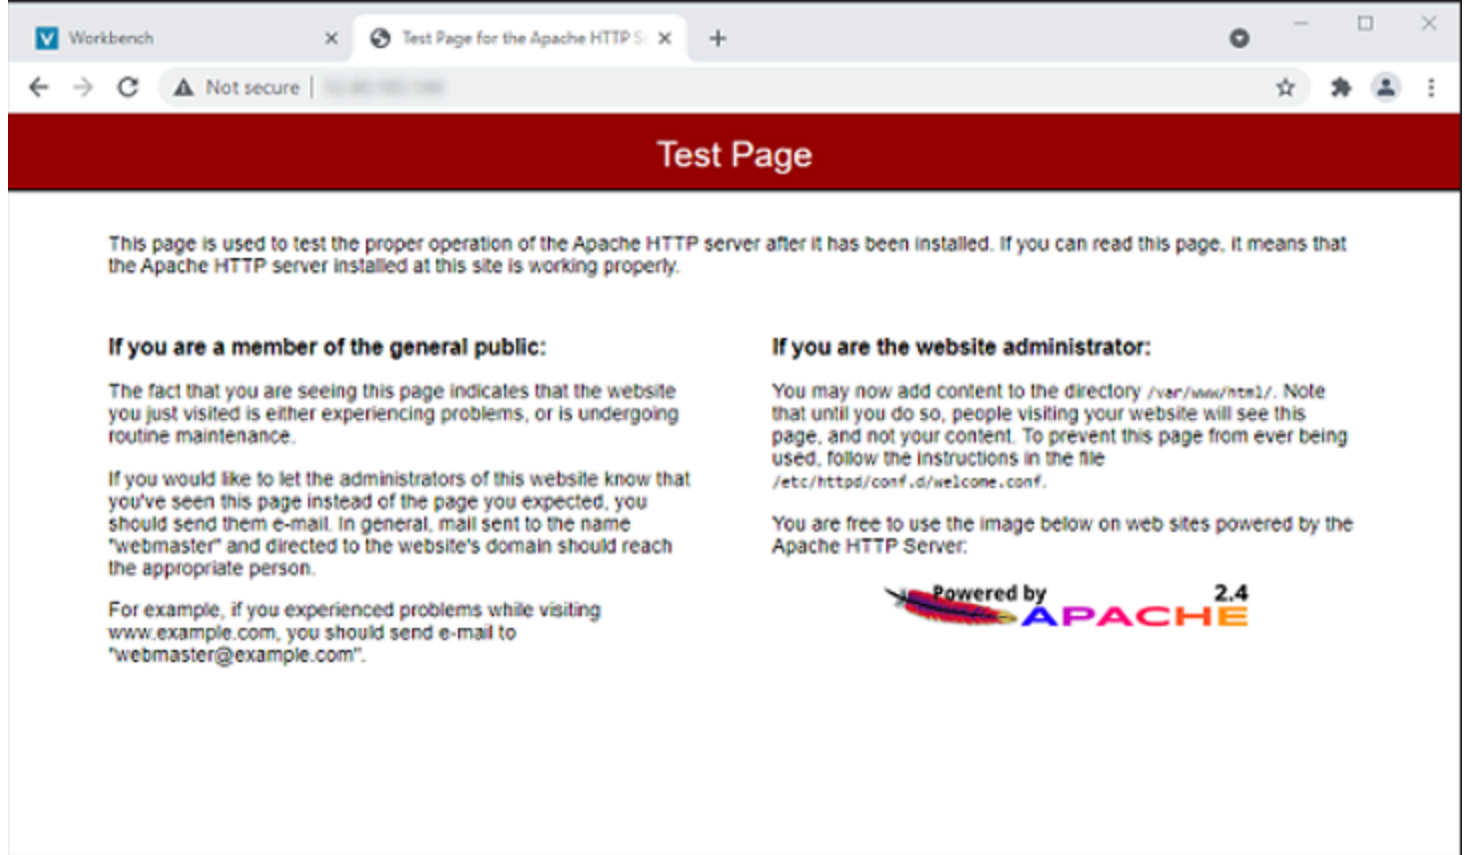 Workbench
Test Page for the Apache HTTP S
Not secure
Test Page
This page is used to test the proper operation of the Apache HTTP server after it has been installed. If you can read this page, it means that
the Apache HTTP server installed at this site is working properly.
If you are a member of the general public:
The fact that you are seeing this page indicates that the website
you just visited is either experiencing problems, or is undergoing
routine maintenance.
If you would like to let the administrators of this website know that
you've seen this page instead of the page you expected, you
should send them e-mail. In general, mail sent to the name
"webmaster" and directed to the website's domain should reach
the appropriate person.
For example, if you experienced problems while visiting
www.example.com, you should send e-mail to
"webmaster@example.com".
If you are the website administrator:
You may now add content to the directory /var/www/html/. Note
that until you do so, people visiting your website will see this
page, and not your content. To prevent this page from ever being
used, follow the instructions in the file
/etc/httpd/conf.d/welcome.conf.
You are free to use the image below on web sites powered by the
Apache HTTP Server:
Powered by 2.4
APACHE